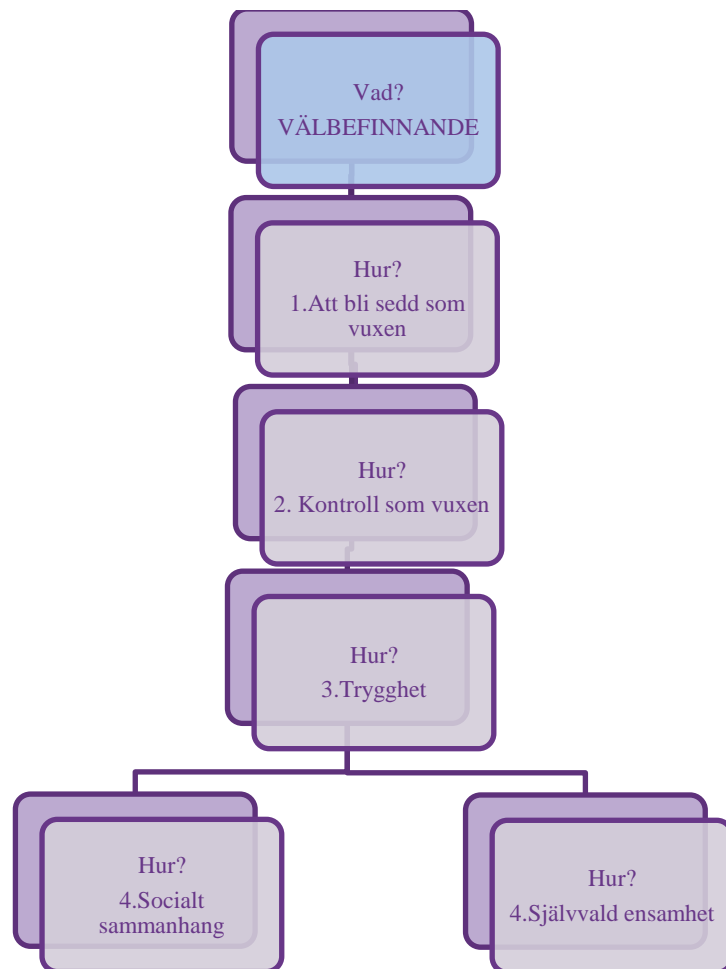 Vad?
VÄLBEFINNANDE
Hur?
1.Att bli sedd som
vuxen
Hur?
2. Kontroll som vuxen
Hur?
3.Trygghet
Hur?
4.Socialt
sammanhang
Hur?
4.Självvald ensamhet